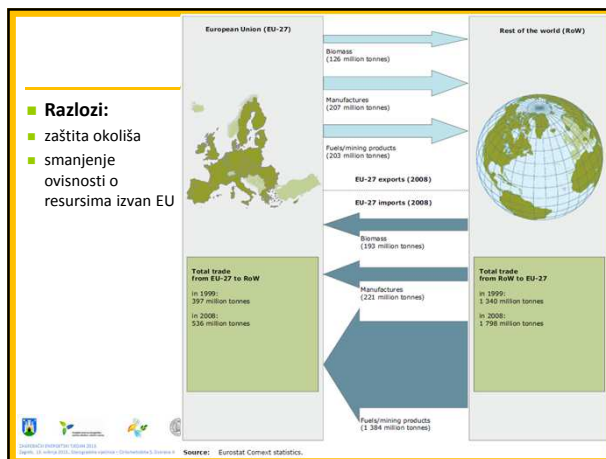 Razlozi:
zaštita okoliša
smanjenje
ovisnosti o
resursima izvan EU
European Union (EU-27)
Rest of the world (RoW)
Biomass
(126 million tonnes)
Manufactures
(207 million tonnes)
Fuels/mining products
(203 million tonnes)
EU-27 exports (2008)
EU-27 imports (2008)
Biomass
(193 million tonnes)
Manufactures
(221 million tonnes)
Fuels/mining products
(1 384 million tonnes)
Total trade
from EU-27 to RoW
in 1999:
397 million tonnes
in 2008:
536 million tonnes
Total trade
from RoW to EU-27
in 1999:
1 340 million tonnes
in 2008:
1 798 million tonnes
Source: Eurostat Comext statistics.